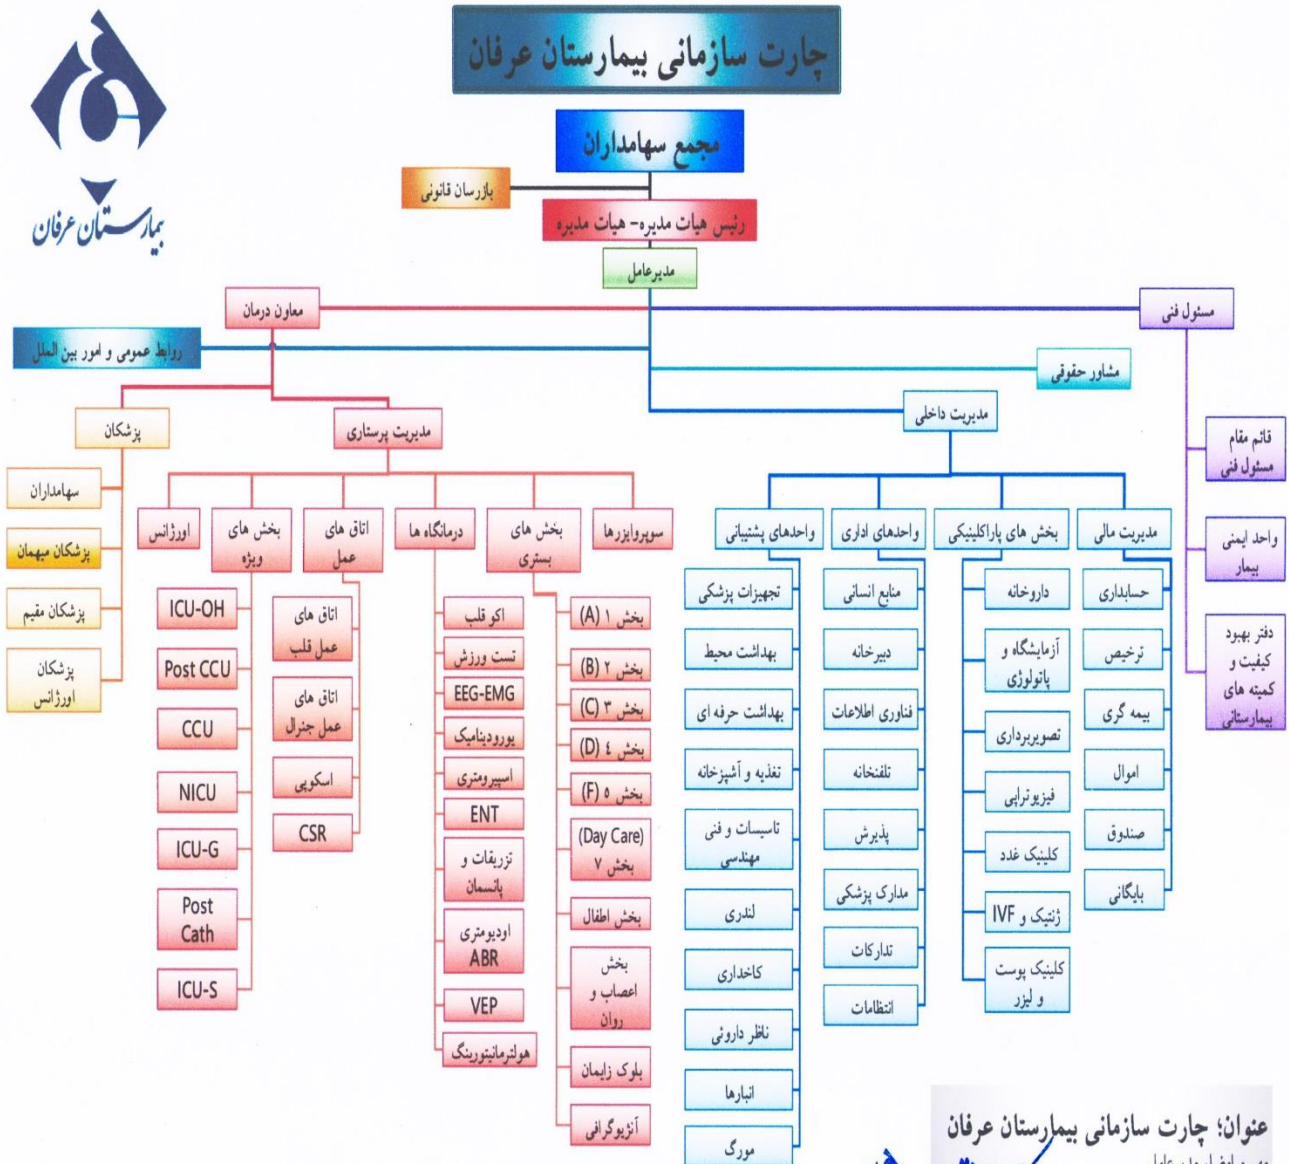 چارت سازمانی بیمارستان عرفان
بیمارستان عرفان
مجمع سهامداران
بازرسان قانونی
رئیس هیات مدیره- هیات مدیره
مدیرعامل
معاون درمان
مسئول فنی
روابط عمومی و امور بین الملل
مشاور حقوقی
پزشکان
مدیریت پرستاری
مدیریت داخلی
قائم مقام
مسئول فنی
واحد ایمنی
بیمار
دفتر بهبود
کیفیت و
کمیته های
بیمارستانی
سهامداران
پزشکان میهمان
پزشکان مقیم
پزشکان
اورژانس
اورژانس
بخش های
ویژه
ICU-OH
Post CCU
CCU
NICU
ICU-G
Post
Cath
ICU-S
اتاق های
عمل
اتاق های
عمل قلب
اتاق های
عمل جنرال
اسکوپی
CSR
درمانگاه ها
اکو قلب
تست ورزش
EEG-EMG
یورودینامیک
اسپیرومتری
ENT
تزریقات و
پانسمان
اودیومتری
ABR
VEP
هولترمانیتورینگ
بخش های
بستری
بخش ۱ (A)
بخش ۲ (B)
بخش ۳ (C)
بخش ٤ (D)
بخش ٥ (F)
(Day Care)
بخش ۷
بخش اطفال
بخش
اعصاب و
روان
بلوک زایمان
آنژیوگرافی
سوپروایزرها
واحدهای پشتیبانی
تجهیزات پزشکی
بهداشت محیط
بهداشت حرفه ای
تغذیه و آشپزخانه
تاسیسات و فنی
مهندسی
لندری
کاخداری
ناظر داروئی
انبارها
مورگ
واحدهای اداری
منابع انسانی
دبیرخانه
فناوری اطلاعات
تلفنخانه
پذیرش
مدارک پزشکی
تدارکات
انتظامات
بخش های پاراکلینیکی
داروخانه
آزمایشگاه و
پاتولوژی
تصویربرداری
فیزیوتراپی
کلینیک غدد
ژنتیک و IVF
کلینیک پوست
و لیزر
مدیریت مالی
حسابداری
ترخیص
بیمه گری
اموال
صندوق
بایگانی
عنوان؛ چارت سازمانی بیمارستان عرفان